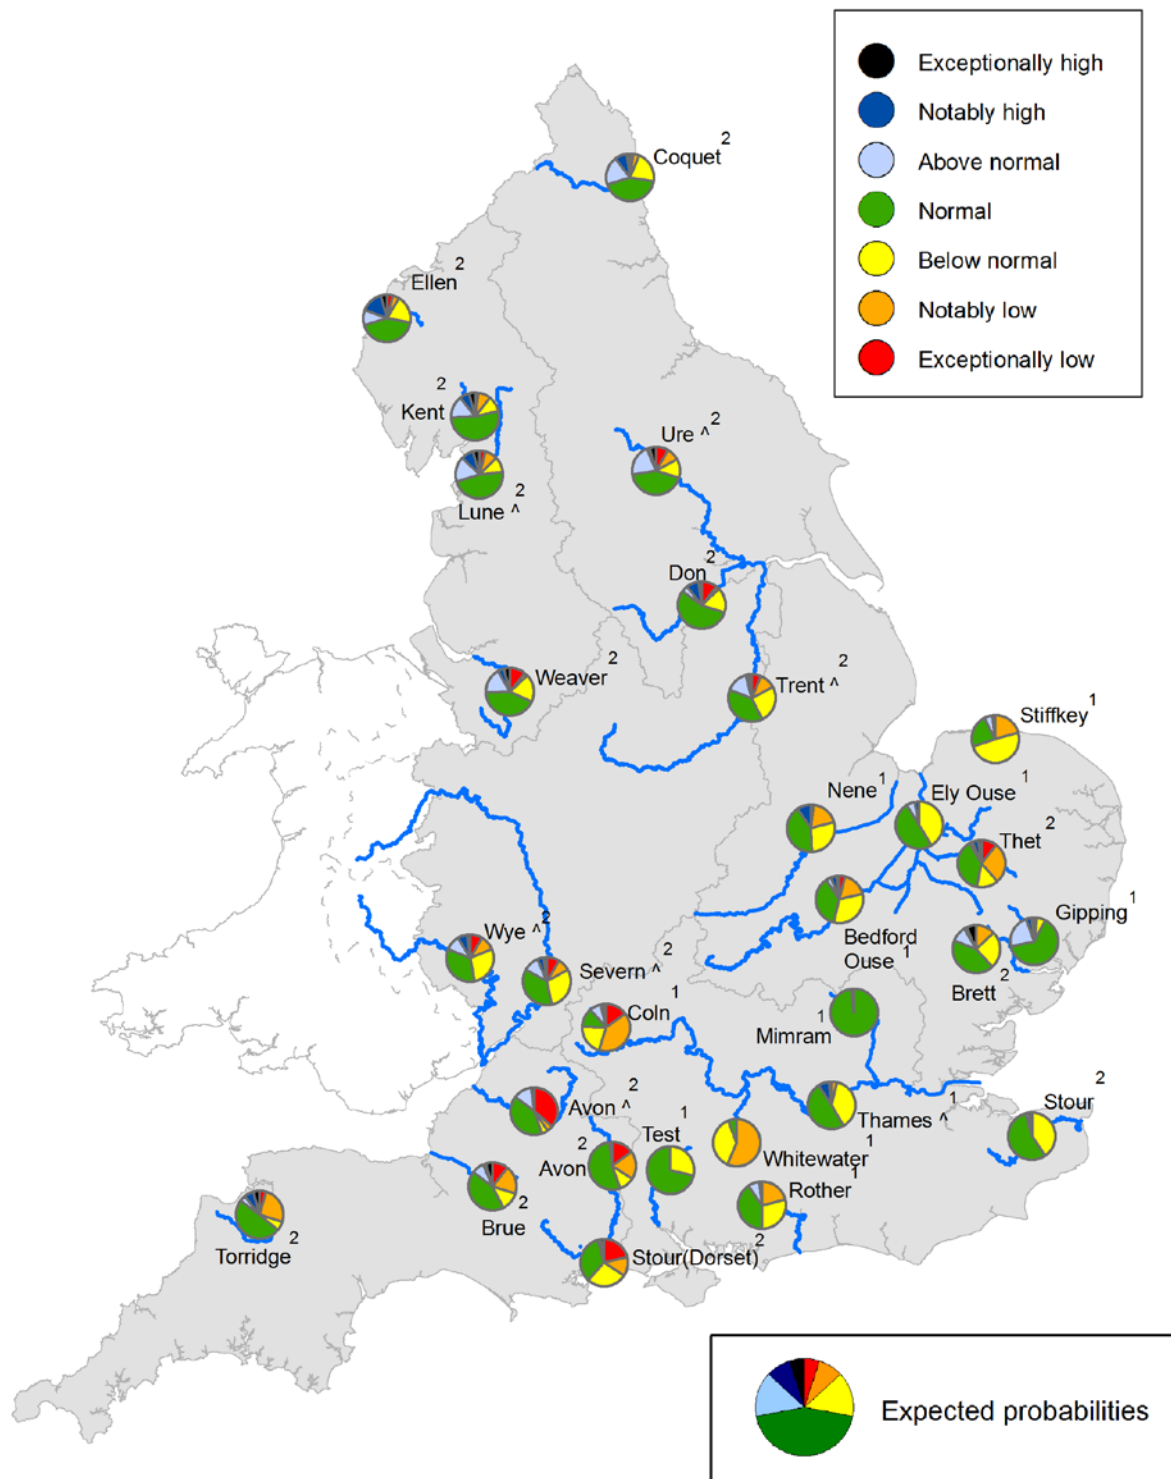 Exceptionally high
Notably high
Above normal
Normal
Below normal
Notably low
Exceptionally low
Coquet 2
Ellen 2
Kent 2
Lune ^ 2
Ure ^ 2
Don 2
Weaver 2
Trent ^ 2
Stiffkey 1
Nene 1
Ely Ouse 1
Thet 2
Gipping 1
Bedford
Ouse 1
Brett 2
Wye ^ 2
Severn ^ 2
Coln 1
Mimram 1
Avon ^ 2
Thames ^ 1
Stour 2
Test 1
Avon 2
Whitewater 1
Rother 1
Brue 2
Torridge 2
Stour(Dorset) 2
Expected probabilities